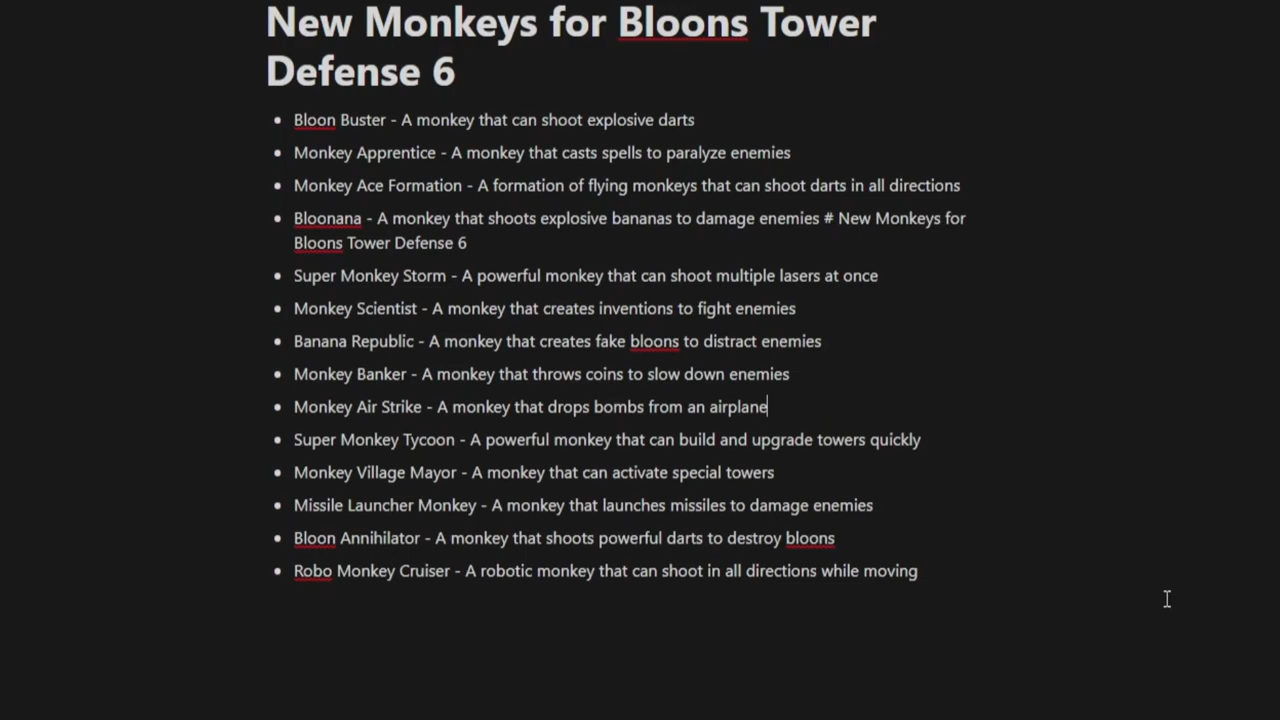 New Monkeys for Bloons Tower
Defense 6
• Bloon Buster - A monkey that can shoot explosive darts
• Monkey Apprentice - A monkey that casts spells to paralyze enemies
• Monkey Ace Formation - A formation of flying monkeys that can shoot darts in all directions
• Bloonana - A monkey that shoots explosive bananas to damage enemies # New Monkeys for
Bloons Tower Defense 6
• Super Monkey Storm - A powerful monkey that can shoot multiple lasers at once
• Monkey Scientist - A monkey that creates inventions to fight enemies
• Banana Republic - A monkey that creates fake bloons to distract enemies
• Monkey Banker - A monkey that throws coins to slow down enemies
• Monkey Air Strike - A monkey that drops bombs from an airplane
• Super Monkey Tycoon - A powerful monkey that can build and upgrade towers quickly
• Monkey Village Mayor - A monkey that can activate special towers
• Missile Launcher Monkey - A monkey that launches missiles to damage enemies
• Bloon Annihilator - A monkey that shoots powerful darts to destroy bloons
• Robo Monkey Cruiser - A robotic monkey that can shoot in all directions while moving